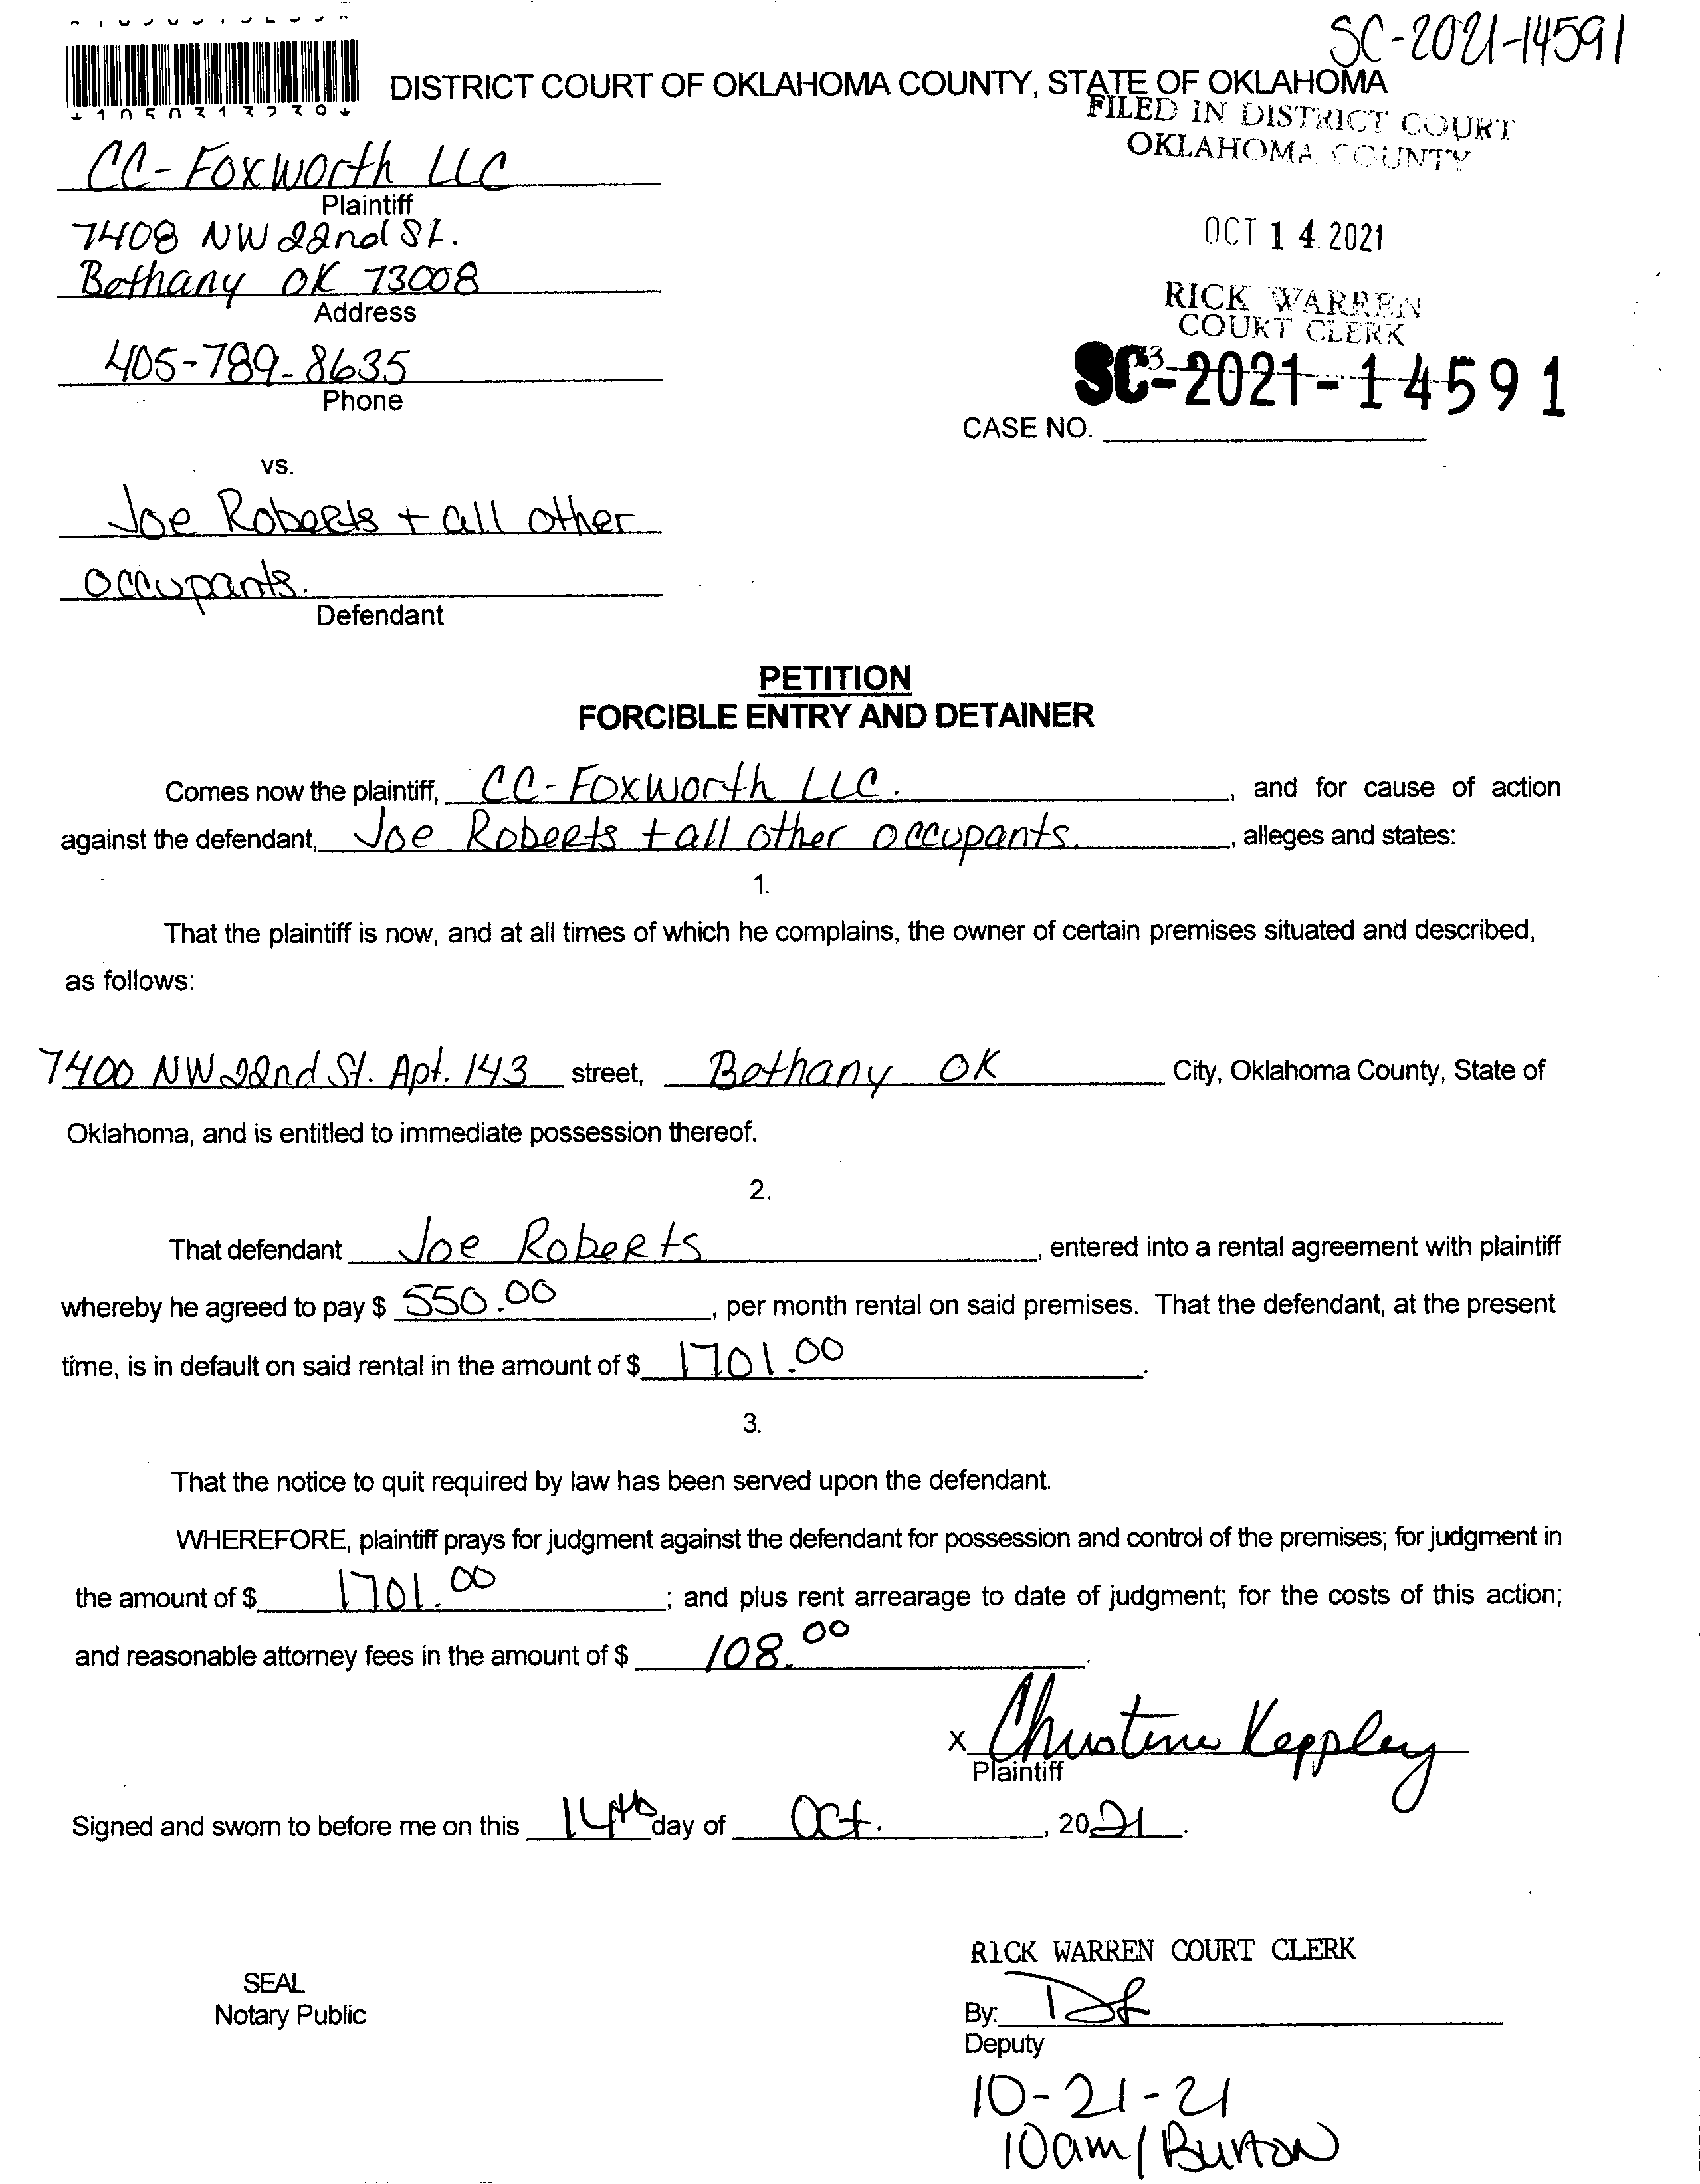 SC-2021-14591
DISTRICT COURT OF OKLAHOMA COUNTY, STATE OF OKLAHOMA
FILED IN DISTRICT COURT
OKLAHOMA COUNTY
CC-Foxworth LLC
Plaintiff
7408 NW 22nd St.
Bethany OK 73008
Address
OCT 14 2021
RICK WARREN
COURT CLERK
405-789-8635
Phone
SC-2021-14591
CASE NO.
vs.
Joe Roberts + all other
occupants.
Defendant
PETITION
FORCIBLE ENTRY AND DETAINER
Comes now the plaintiff, CC-Foxworth LLC. , and for cause of action
against the defendant, Joe Roberts + all other occupants. , alleges and states:
1.
That the plaintiff is now, and at all times of which he complains, the owner of certain premises situated and described,
as follows:
7400 NW 22nd St. Apt. 143 street, Bethany OK City, Oklahoma County, State of
Oklahoma, and is entitled to immediate possession thereof.
2.
That defendant Joe Roberts , entered into a rental agreement with plaintiff
whereby he agreed to pay $ 550.00 , per month rental on said premises. That the defendant, at the present
time, is in default on said rental in the amount of $ 1701.00 .
3.
That the notice to quit required by law has been served upon the defendant.
WHEREFORE, plaintiff prays for judgment against the defendant for possession and control of the premises; for judgment in
the amount of $ 1701.00 ; and plus rent arrearage to date of judgment; for the costs of this action;
and reasonable attorney fees in the amount of $ 108.00 .
x Christine Keppley
Plaintiff
Signed and sworn to before me on this 14th day of Oct. , 2021 .
RICK WARREN COURT CLERK
SEAL
Notary Public
By:
Deputy
10-21-21
10am/Burton